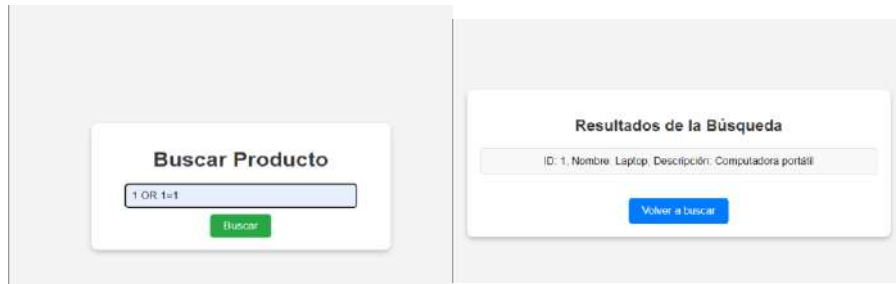 Buscar Producto
1 OR 1=1
Buscar
Resultados de la Búsqueda
ID: 1, Nombre: Laptop, Descripción: Computadora portátil
Volver a buscar